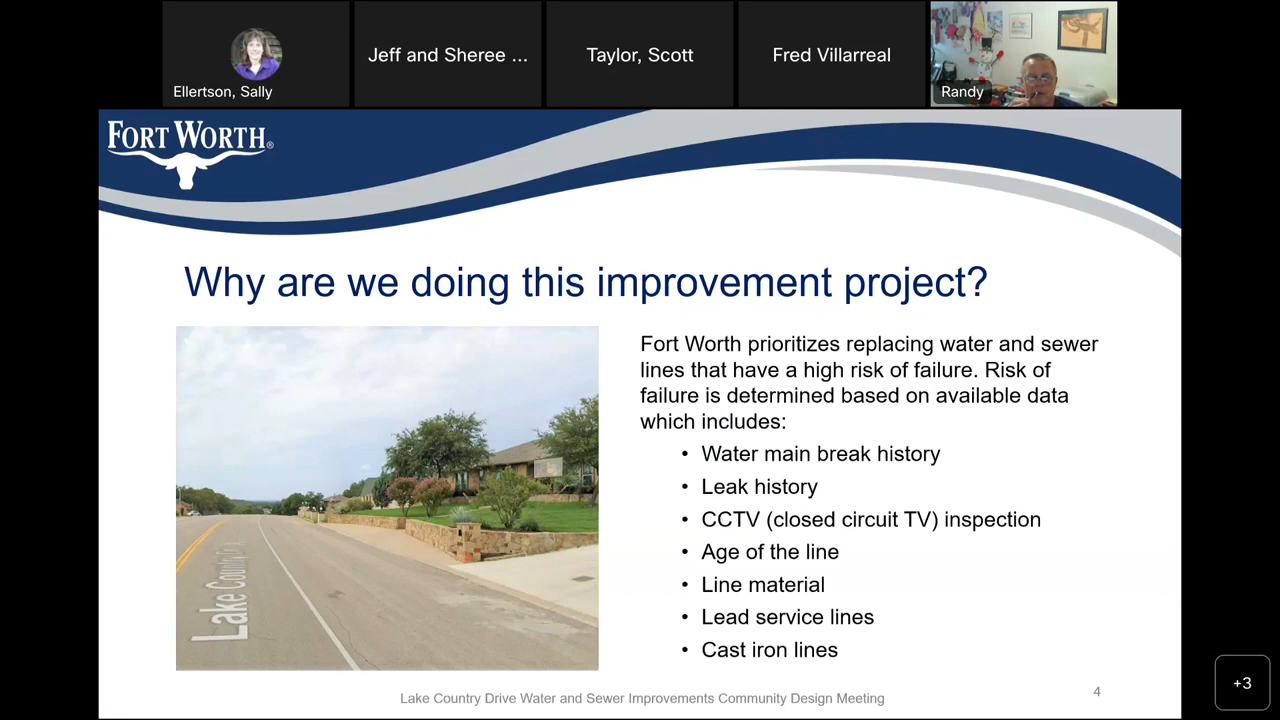 Ellertson, Sally
Jeff and Sheree ...
Taylor, Scott
Fred Villarreal
Randy
FORT WORTH®
Why are we doing this improvement project?
Lake Country Dr
Fort Worth prioritizes replacing water and sewer
lines that have a high risk of failure. Risk of
failure is determined based on available data
which includes:
• Water main break history
• Leak history
• CCTV (closed circuit TV) inspection
• Age of the line
• Line material
• Lead service lines
• Cast iron lines
Lake Country Drive Water and Sewer Improvements Community Design Meeting
4
+3